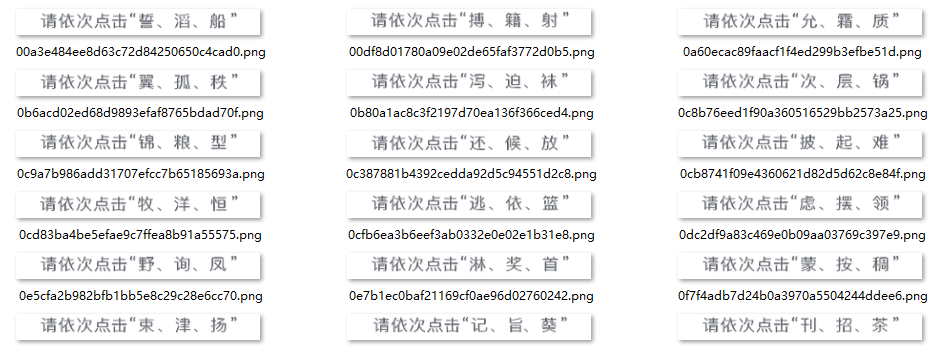 请依次点击“誓、滔、船”
请依次点击“搏、籍、射”
请依次点击“允、霜、质”
00a3e484ee8d63c72d84250650c4cad0.png
00df8d01780a09e02de65faf3772d0b5.png
0a60ecac89faacf1f4ed299b3efbe51d.png
请依次点击“翼、孤、秩”
请依次点击“泻、迫、袜”
请依次点击“次、层、锅”
0b6acd02ed68d9893efaf8765bdad70f.png
0b80a1ac8c3f2197d70ea136f366ced4.png
0c8b76eed1f90a360516529bb2573a25.png
请依次点击“锦、粮、型”
请依次点击“还、候、放”
请依次点击“披、起、难”
0c9a7b986add31707efcc7b65185693a.png
0c387881b4392cedda92d5c94551d2c8.png
0cb8741f09e4360621d82d5d62c8e84f.png
请依次点击“牧、洋、恒”
请依次点击“逃、依、篮”
请依次点击“虑、摆、领”
0cd83ba4be5efae9c7ffea8b91a55575.png
0cfb6ea3b6eef3ab0332e0e02e1b31e8.png
0dc2df9a83c469e0b09aa03769c397e9.png
请依次点击“野、询、凤”
请依次点击“淋、奖、首”
请依次点击“蒙、按、稠”
0e5cfa2b982bfb1bb5e8c29c28e6cc70.png
0e7b1ec0baf21169cf0ae96d02760242.png
0f7f4adb7d24b0a3970a5504244ddee6.png
请依次点击“束、津、扬”
请依次点击“记、旨、葵”
请依次点击“刊、招、茶”